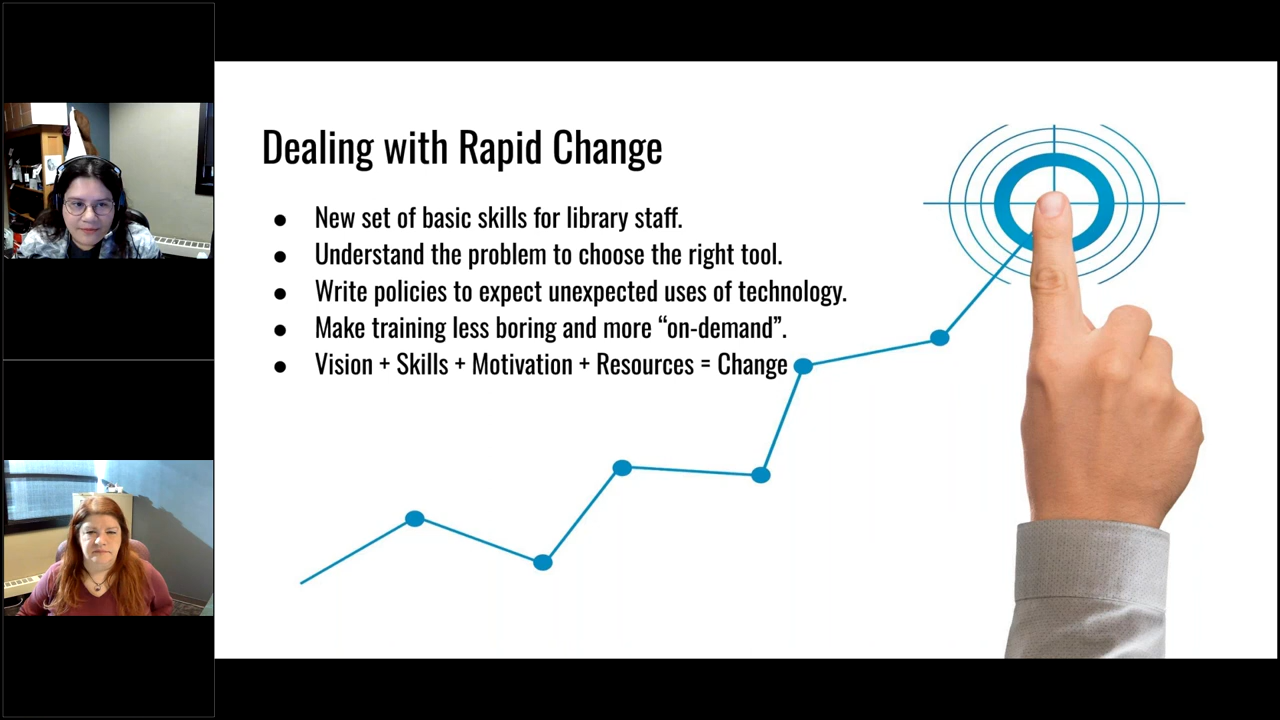 Dealing with Rapid Change
● New set of basic skills for library staff.
● Understand the problem to choose the right tool.
● Write policies to expect unexpected uses of technology.
● Make training less boring and more “on-demand”.
● Vision + Skills + Motivation + Resources = Change